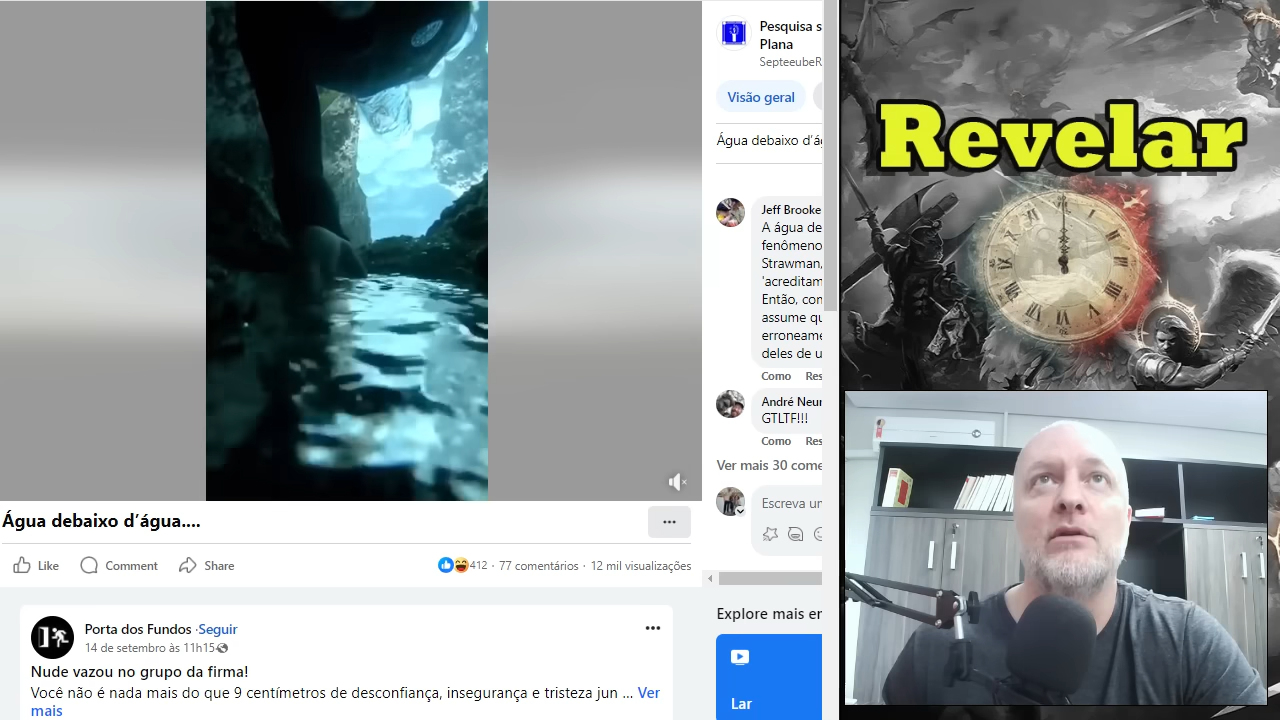 Pesquisa s
Plana
SepteeubeR
Visão geral
Água debaixo d'á
Jeff Brooke
A água de
fenômeno
Strawman,
'acreditam
Então, con
assume qu
erroneame
deles de u
Como Res
André Neur
GTLTF!!!
Como Res
Ver mais 30 come
Escreva un
Água debaixo d’água....
Like Comment Share
412 · 77 comentários · 12 mil visualizações
Porta dos Fundos · Seguir
14 de setembro às 11h15
Nude vazou no grupo da firma!
Você não é nada mais do que 9 centímetros de desconfiança, insegurança e tristeza jun ... Ver
mais
Explore mais en
Lar
Revelar